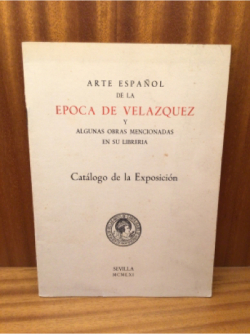 ARTE ESPAÑOL
DE LA
EPOCA DE VELAZQUEZ
Y
ALGUNAS OBRAS MENCIONADAS
EN SU LIBRERIA
Catálogo de la Exposición
SEVILLA